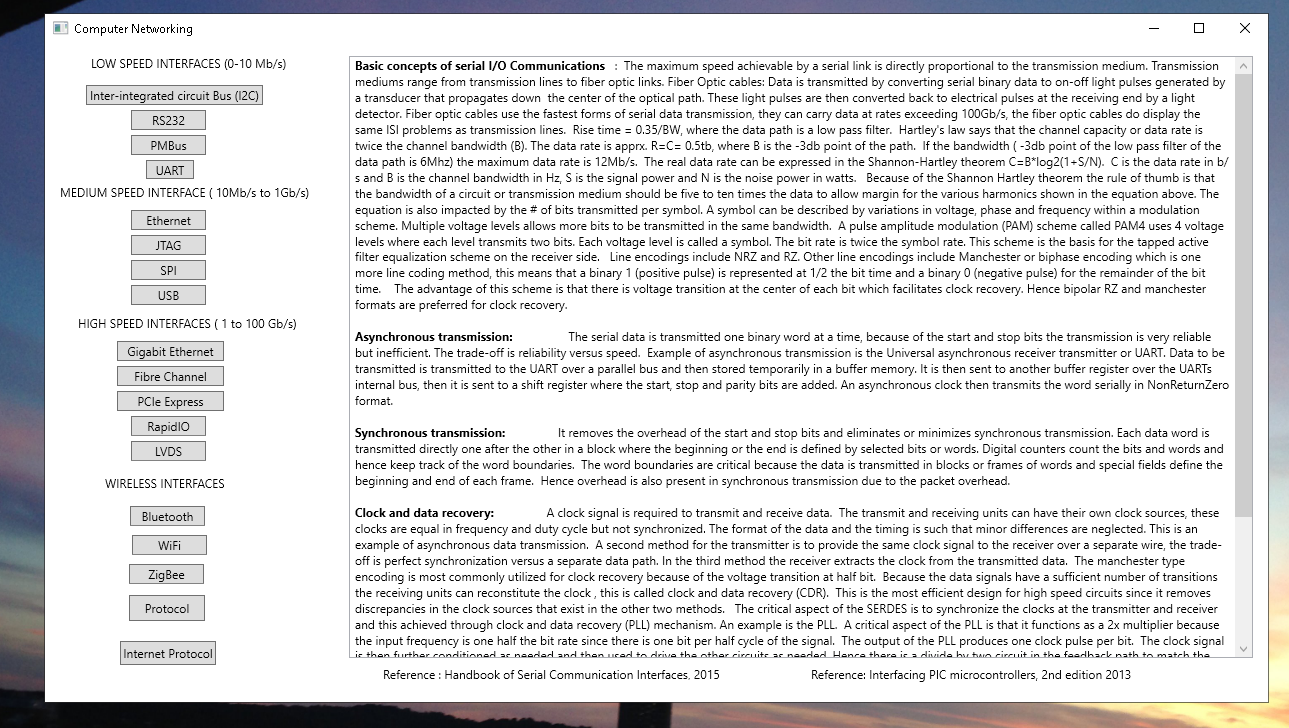 Computer Networking
LOW SPEED INTERFACES (0-10 Mb/s)
Inter-integrated circuit Bus (I2C)
RS232
PMBus
UART
MEDIUM SPEED INTERFACE ( 10Mb/s to 1Gb/s)
Ethernet
JTAG
SPI
USB
HIGH SPEED INTERFACES ( 1 to 100 Gb/s)
Gigabit Ethernet
Fibre Channel
PCIe Express
RapidIO
LVDS
WIRELESS INTERFACES
Bluetooth
WiFi
ZigBee
Protocol
Internet Protocol
Basic concepts of serial I/O Communications : The maximum speed achievable by a serial link is directly proportional to the transmission medium. Transmission
mediums range from transmission lines to fiber optic links. Fiber Optic cables: Data is transmitted by converting serial binary data to on-off light pulses generated by
a transducer that propagates down the center of the optical path. These light pulses are then converted back to electrical pulses at the receiving end by a light
detector. Fiber optic cables use the fastest forms of serial data transmission, they can carry data at rates exceeding 100Gb/s, the fiber optic cables do display the
same ISI problems as transmission lines. Rise time = 0.35/BW, where the data path is a low pass filter. Hartley's law says that the channel capacity or data rate is
twice the channel bandwidth (B). The data rate is apprx. R=C= 0.5tb, where B is the -3db point of the path. If the bandwidth ( -3db point of the low pass filter of the
data path is 6Mhz) the maximum data rate is 12Mb/s. The real data rate can be expressed in the Shannon-Hartley theorem C=B*log2(1+S/N). C is the data rate in b/
s and B is the channel bandwidth in Hz, S is the signal power and N is the noise power in watts. Because of the Shannon Hartley theorem the rule of thumb is that
the bandwidth of a circuit or transmission medium should be five to ten times the data to allow margin for the various harmonics shown in the equation above. The
equation is also impacted by the # of bits transmitted per symbol. A symbol can be described by variations in voltage, phase and frequency within a modulation
scheme. Multiple voltage levels allows more bits to be transmitted in the same bandwidth. A pulse amplitude modulation (PAM) scheme called PAM4 uses 4 voltage
levels where each level transmits two bits. Each voltage level is called a symbol. The bit rate is twice the symbol rate. This scheme is the basis for the tapped active
filter equalization scheme on the receiver side. Line encodings include NRZ and RZ. Other line encodings include Manchester or biphase encoding which is one
more line coding method, this means that a binary 1 (positive pulse) is represented at 1/2 the bit time and a binary 0 (negative pulse) for the remainder of the bit
time. The advantage of this scheme is that there is voltage transition at the center of each bit which facilitates clock recovery. Hence bipolar RZ and manchester
formats are preferred for clock recovery.
Asynchronous transmission: The serial data is transmitted one binary word at a time, because of the start and stop bits the transmission is very reliable
but inefficient. The trade-off is reliability versus speed. Example of asynchronous transmission is the Universal asynchronous receiver transmitter or UART. Data to be
transmitted is transmitted to the UART over a parallel bus and then stored temporarily in a buffer memory. It is then sent to another buffer register over the UARTs
internal bus, then it is sent to a shift register where the start, stop and parity bits are added. An asynchronous clock then transmits the word serially in NonReturnZero
format.
Synchronous transmission: It removes the overhead of the start and stop bits and eliminates or minimizes synchronous transmission. Each data word is
transmitted directly one after the other in a block where the beginning or the end is defined by selected bits or words. Digital counters count the bits and words and
hence keep track of the word boundaries. The word boundaries are critical because the data is transmitted in blocks or frames of words and special fields define the
beginning and end of each frame. Hence overhead is also present in synchronous transmission due to the packet overhead.
Clock and data recovery: A clock signal is required to transmit and receive data. The transmit and receiving units can have their own clock sources, these
clocks are equal in frequency and duty cycle but not synchronized. The format of the data and the timing is such that minor differences are neglected. This is an
example of asynchronous data transmission. A second method for the transmitter is to provide the same clock signal to the receiver over a separate wire, the trade-
off is perfect synchronization versus a separate data path. In the third method the receiver extracts the clock from the transmitted data. The manchester type
encoding is most commonly utilized for clock recovery because of the voltage transition at half bit. Because the data signals have a sufficient number of transitions
the receiving units can reconstitute the clock , this is called clock and data recovery (CDR). This is the most efficient design for high speed circuits since it removes
discrepancies in the clock sources that exist in the other two methods. The critical aspect of the SERDES is to synchronize the clocks at the transmitter and receiver
and this achieved through clock and data recovery (PLL) mechanism. An example is the PLL. A critical aspect of the PLL is that it functions as a 2x multiplier because
the input frequency is one half the bit rate since there is one bit per half cycle of the signal. The output of the PLL produces one clock pulse per bit. The clock signal
is then further conditioned as needed and then used to drive the other circuits as needed. Hence there is a divide by two circuit in the feedback path to match the
Reference : Handbook of Serial Communication Interfaces, 2015
Reference: Interfacing PIC microcontrollers, 2nd edition 2013